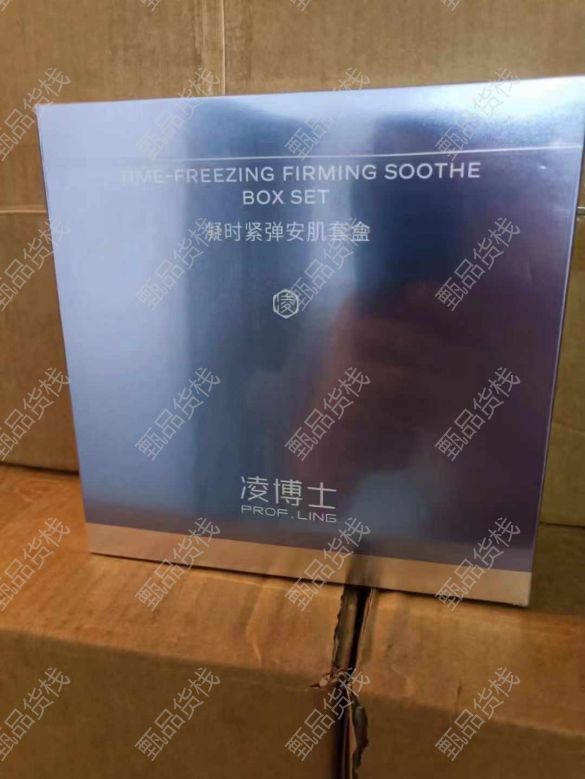 TIME-FREEZING FIRMING SOOTHE
BOX SET
凝时紧弹安肌套盒
凌
凌博士
PROF.LING
甄品货栈